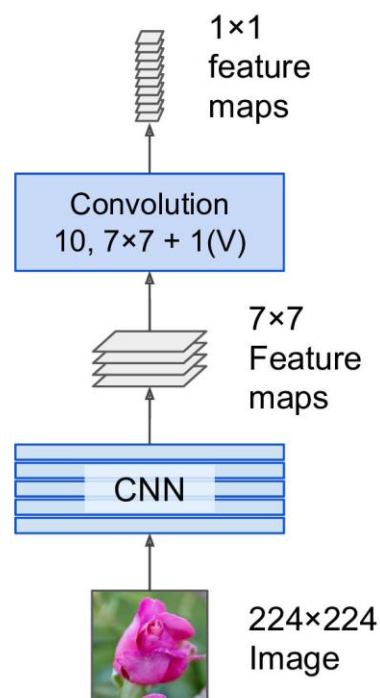 1×1
feature
maps
Convolution
10, 7×7 + 1(V)
7×7
Feature
maps
CNN
224×224
Image